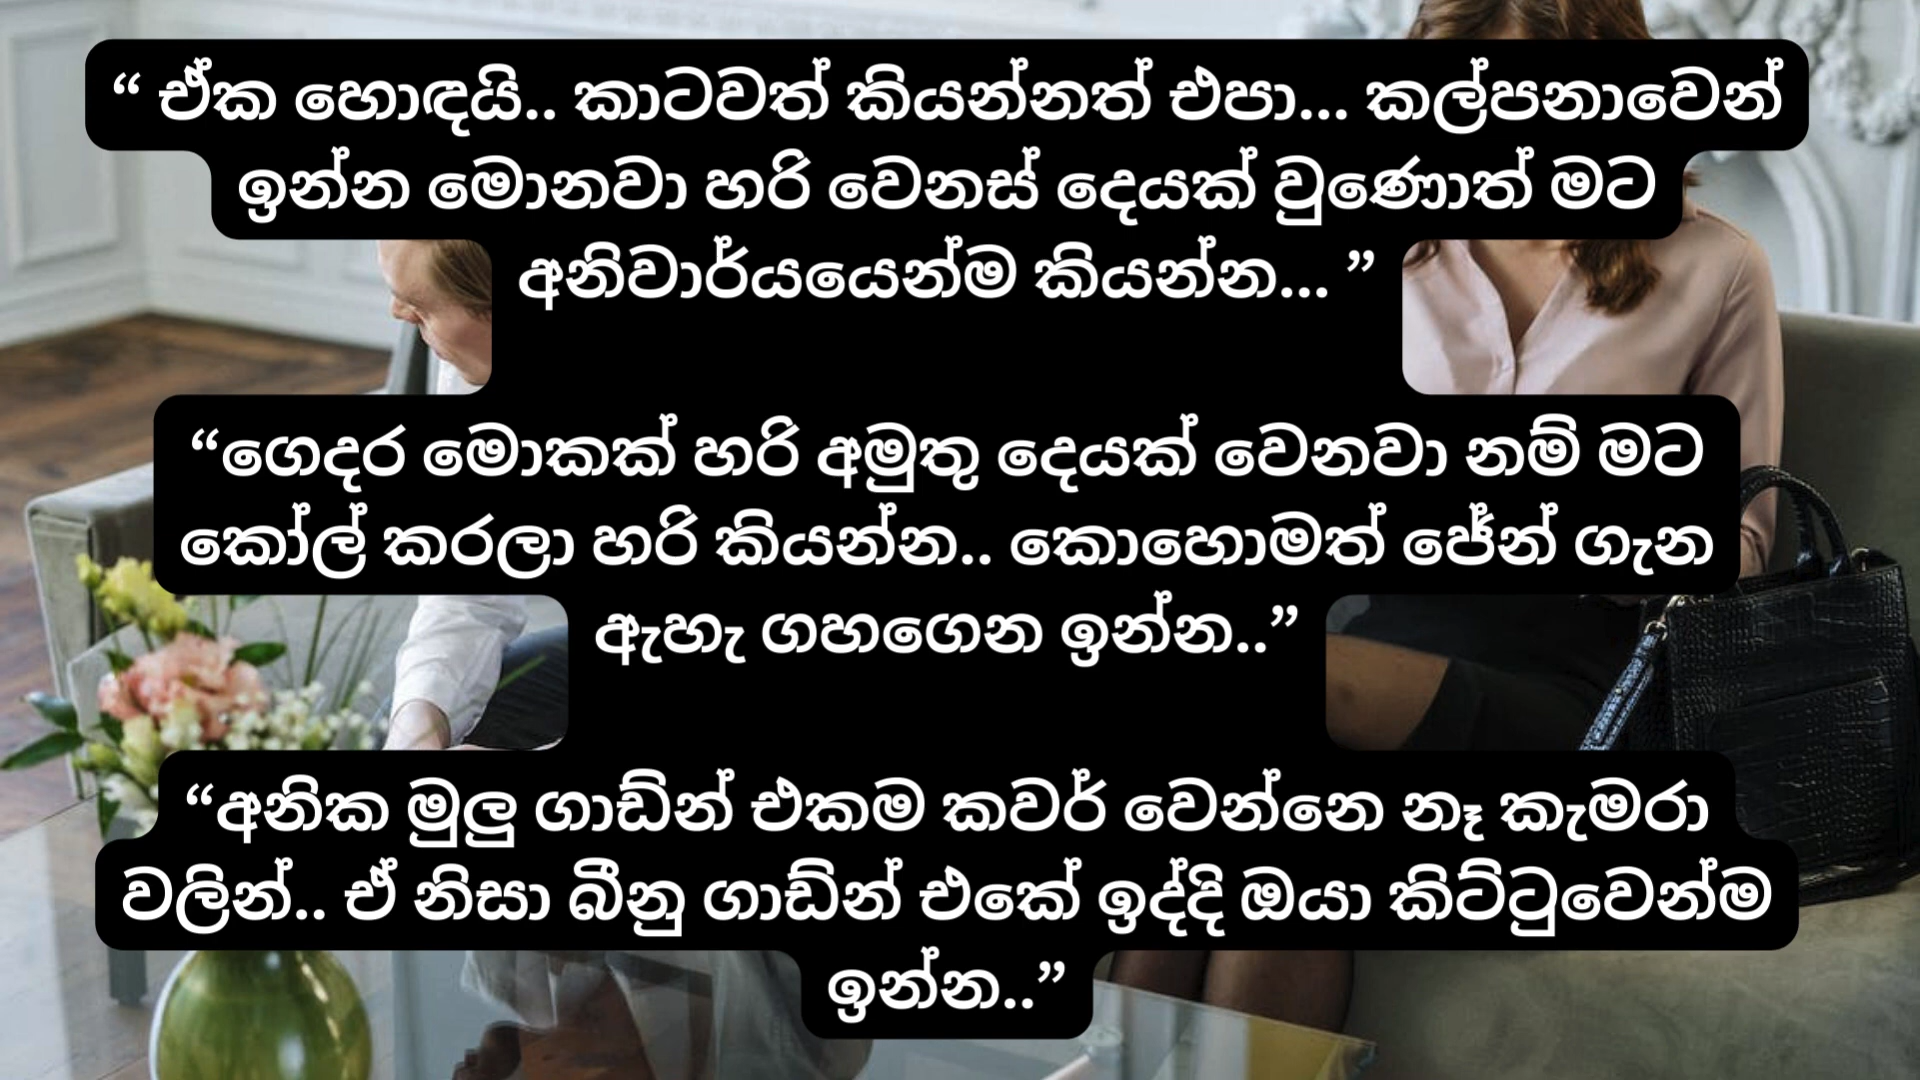 “ ඒක හොඳයි.. කාටවත් කියන්නත් එපා... කල්පනාවෙන්
ඉන්න මොනවා හරි වෙනස් දෙයක් වුණොත් මට
අනිවාර්යයෙන්ම කියන්න... ”
“ගෙදර මොකක් හරි අමුතු දෙයක් වෙනවා නම් මට
කෝල් කරලා හරි කියන්න.. කොහොමත් ජේන් ගැන
ඇහැ ගහගෙන ඉන්න..”
“අනික මුලු ගාඩ්න් එකම කවර් වෙන්නෙ නෑ කැමරා
වලින්.. ඒ නිසා බීනු ගාඩ්න් එකේ ඉද්දි ඔයා කිට්ටුවෙන්ම
ඉන්න..”